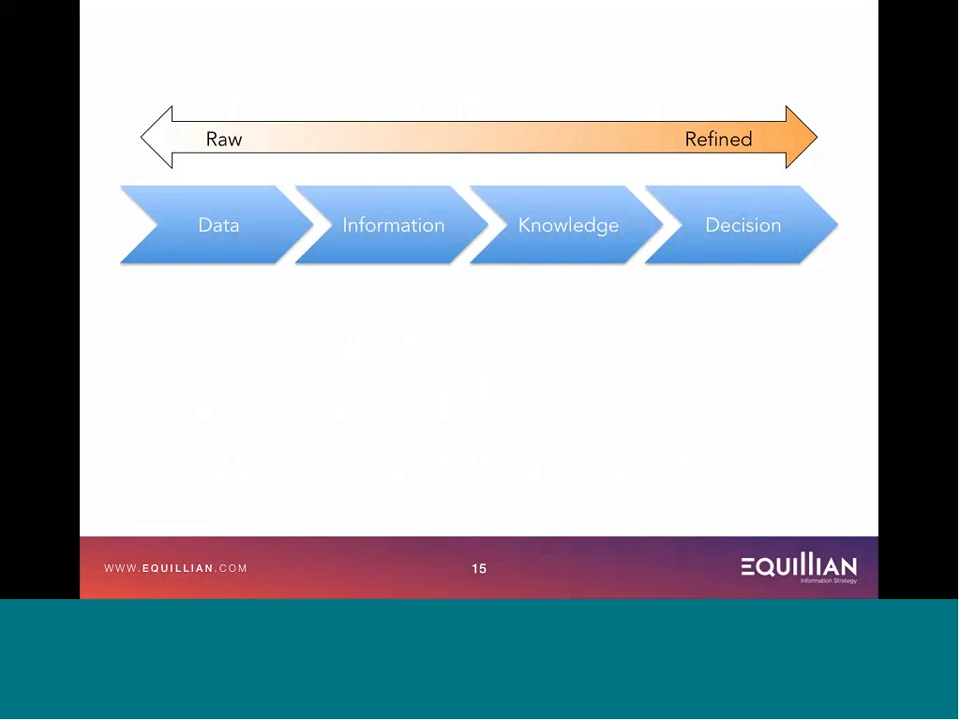 Raw Refined
Data Information Knowledge Decision
WWW.EQUILLIAN.COM 15 EQUILLIAN
Information Strategy